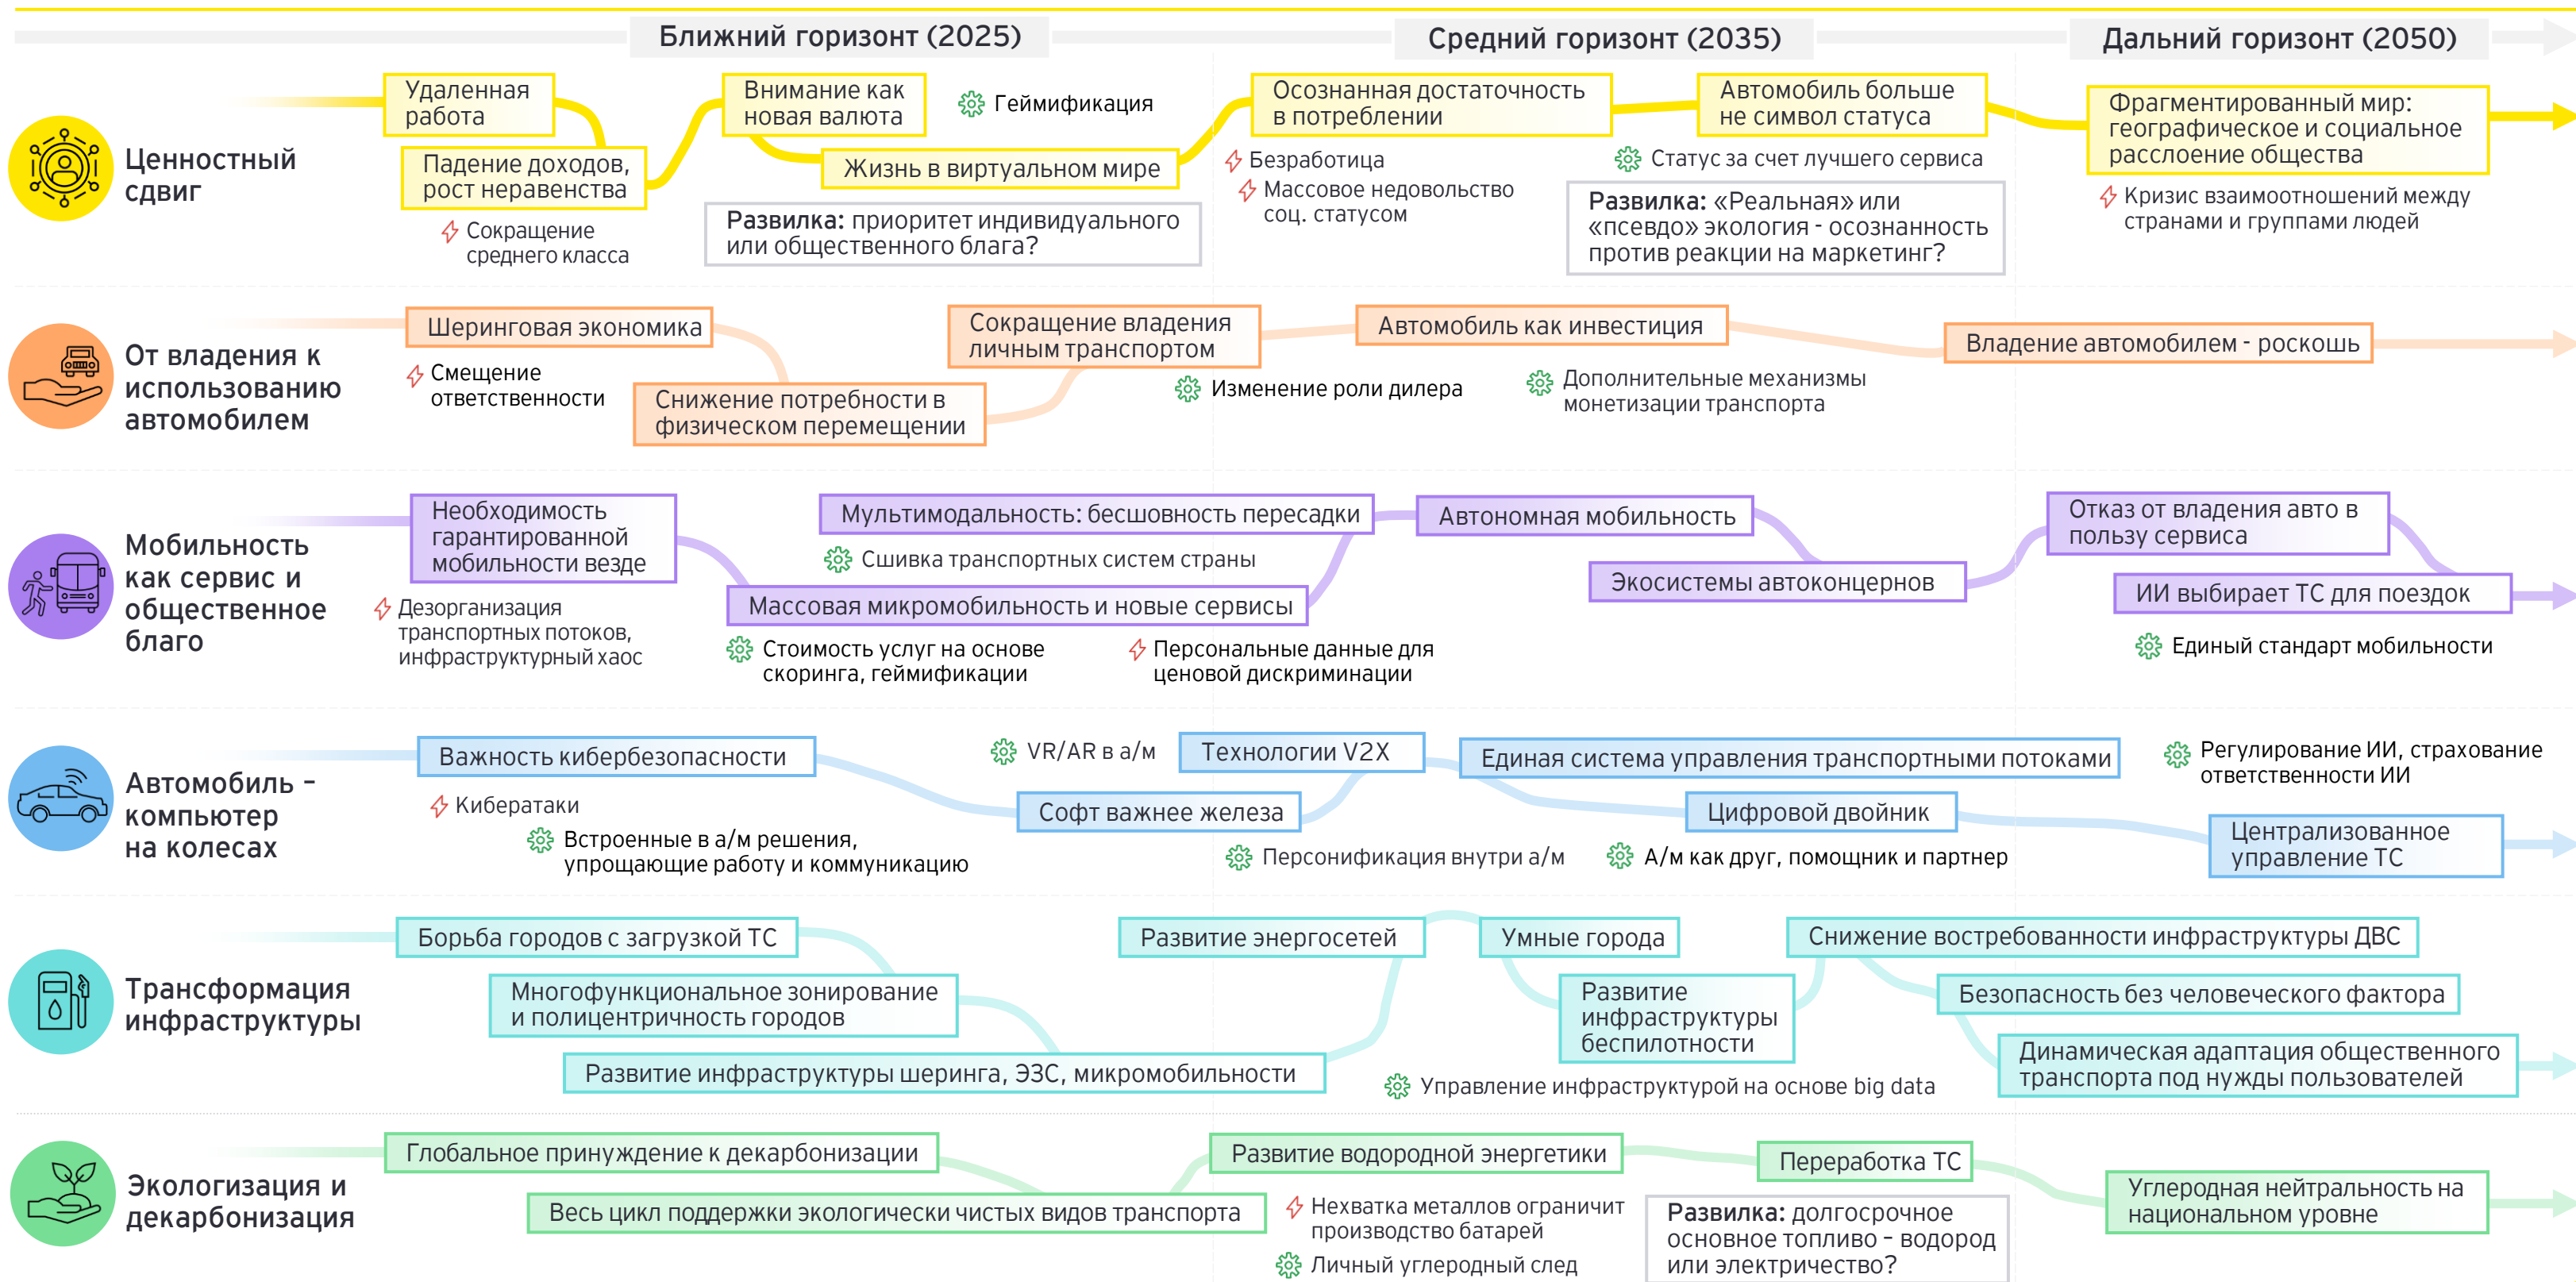 Ближний горизонт (2025)
Средний горизонт (2035)
Дальний горизонт (2050)
Ценностный
сдвиг
Удаленная
работа
Падение доходов,
рост неравенства
Сокращение
среднего класса
Внимание как
новая валюта
Геймификация
Жизнь в виртуальном мире
Развилка: приоритет индивидуального
или общественного блага?
Осознанная достаточность
в потреблении
Безработица
Массовое недовольство
соц. статусом
Автомобиль больше
не символ статуса
Статус за счет лучшего сервиса
Развилка: «Реальная» или
«псевдо» экология - осознанность
против реакции на маркетинг?
Фрагментированный мир:
географическое и социальное
расслоение общества
Кризис взаимоотношений между
странами и группами людей
От владения к
использованию
автомобилем
Шеринговая экономика
Смещение
ответственности
Снижение потребности в
физическом перемещении
Сокращение владения
личным транспортом
Изменение роли дилера
Автомобиль как инвестиция
Дополнительные механизмы
монетизации транспорта
Владение автомобилем - роскошь
Мобильность
как сервис и
общественное
благо
Необходимость
гарантированной
мобильности везде
Дезорганизация
транспортных потоков,
инфраструктурный хаос
Мультимодальность: бесшовность пересадки
Сшивка транспортных систем страны
Массовая микромобильность и новые сервисы
Стоимость услуг на основе
скоринга, геймификации
Персональные данные для
ценовой дискриминации
Автономная мобильность
Экосистемы автоконцернов
Отказ от владения авто в
пользу сервиса
ИИ выбирает ТС для поездок
Единый стандарт мобильности
Автомобиль –
компьютер
на колесах
Важность кибербезопасности
Кибератаки
Встроенные в а/м решения,
упрощающие работу и коммуникацию
VR/AR в а/м
Софт важнее железа
Технологии V2X
Персонификация внутри а/м
Единая система управления транспортными потоками
Цифровой двойник
А/м как друг, помощник и партнер
Регулирование ИИ, страхование
ответственности ИИ
Централизованное
управление ТС
Трансформация
инфраструктуры
Борьба городов с загрузкой ТС
Многофункциональное зонирование
и полицентричность городов
Развитие инфраструктуры шеринга, ЭЗС, микромобильности
Развитие энергосетей
Умные города
Развитие
инфраструктуры
беспилотности
Управление инфраструктурой на основе big data
Снижение востребованности инфраструктуры ДВС
Безопасность без человеческого фактора
Динамическая адаптация общественного
транспорта под нужды пользователей
Экологизация и
декарбонизация
Глобальное принуждение к декарбонизации
Весь цикл поддержки экологически чистых видов транспорта
Развитие водородной энергетики
Нехватка металлов ограничит
производство батарей
Личный углеродный след
Переработка ТС
Развилка: долгосрочное
основное топливо – водород
или электричество?
Углеродная нейтральность на
национальном уровне